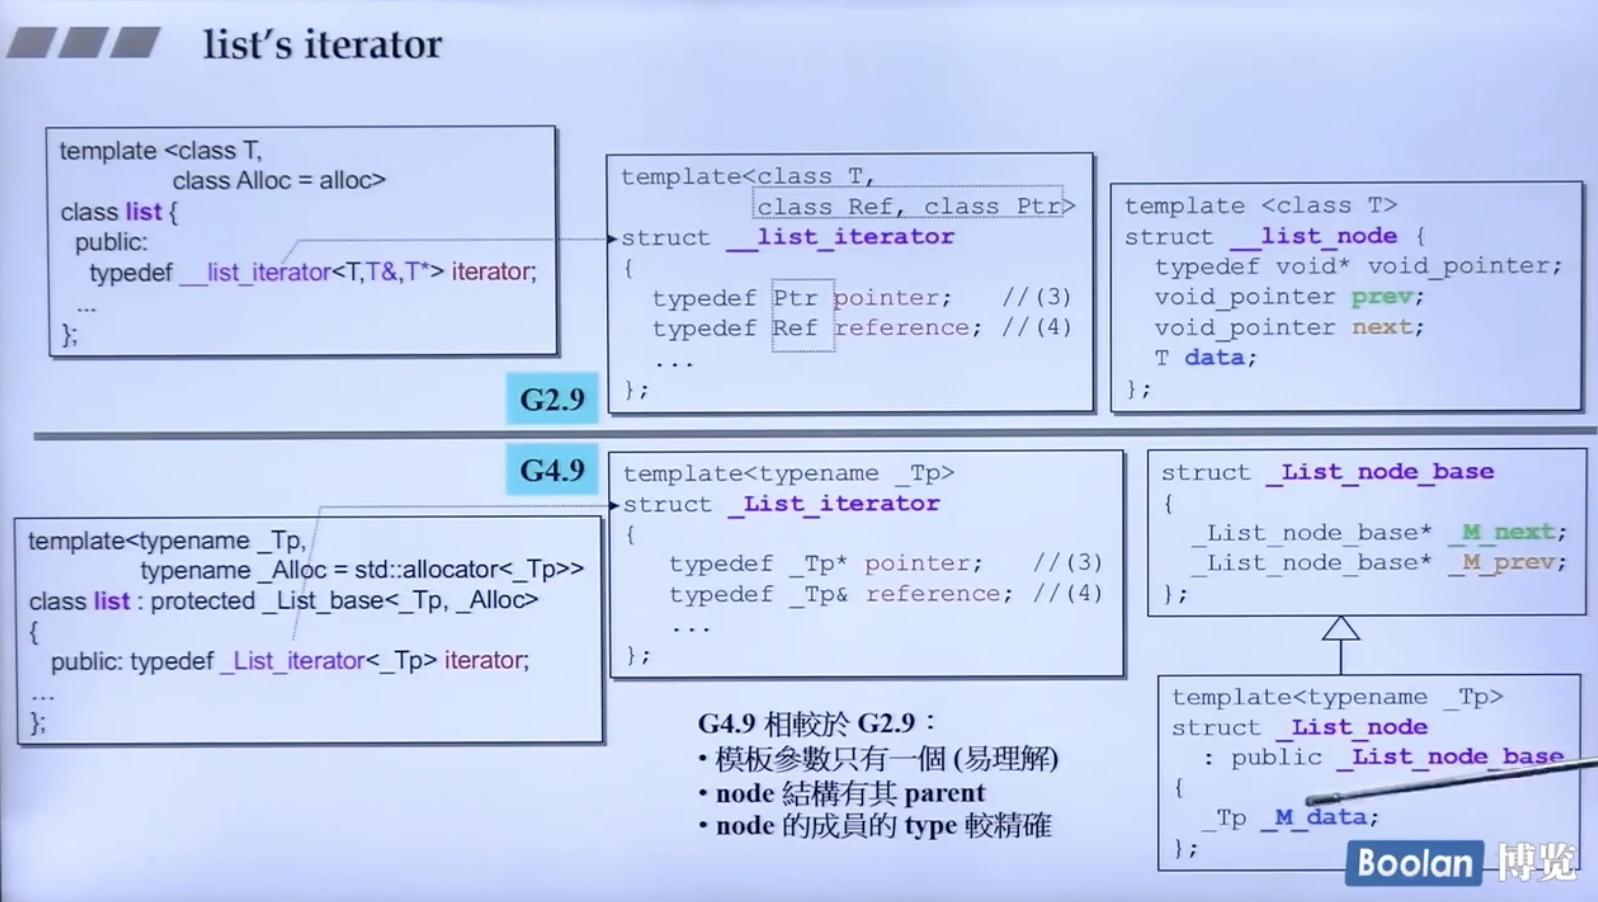 list's iterator
template <class T,
class Alloc = alloc>
class list {
public:
typedef __list_iterator<T,T&,T*> iterator;
...
};
template<class T,
class Ref, class Ptr>
struct __list_iterator
{
typedef Ptr pointer; //(3)
typedef Ref reference; //(4)
...
};
template <class T>
struct __list_node {
typedef void* void_pointer;
void_pointer prev;
void_pointer next;
T data;
};
G2.9
G4.9
template<typename _Tp,
typename _Alloc = std::allocator<_Tp>>
class list : protected _List_base<_Tp, _Alloc>
{
public: typedef _List_iterator<_Tp> iterator;
...
};
template<typename _Tp>
struct _List_iterator
{
typedef _Tp* pointer; //(3)
typedef _Tp& reference; //(4)
...
};
struct _List_node_base
{
_List_node_base* _M_next;
_List_node_base* _M_prev;
};
template<typename _Tp>
struct _List_node
: public _List_node_base
{
_Tp _M_data;
};
G4.9 相較於 G2.9：
• 模板參數只有一個 (易理解)
• node 結構有其 parent
• node 的成員的 type 較精確
Boolan 博览